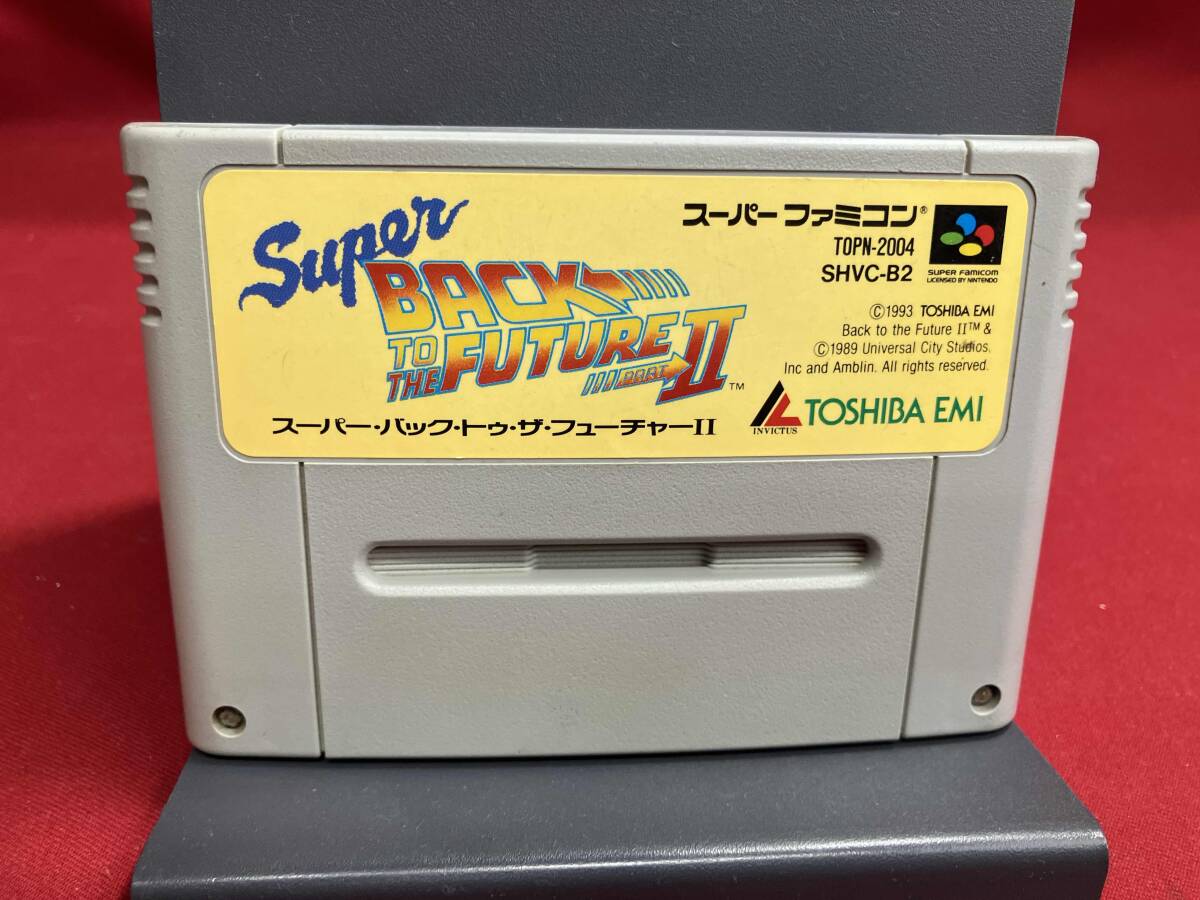 Super
BACK
TO THE FUTURE
PART II™
スーパー・バック・トゥ・ザ・フューチャーII
スーパーファミコン®
TOPN-2004
SHVC-B2
SUPER FAMICOM
LICENSED BY NINTENDO
©1993 TOSHIBA EMI
Back to the Future II™ &
©1989 Universal City Studios,
Inc and Amblin. All rights reserved.
INVICTUS
TOSHIBA EMI